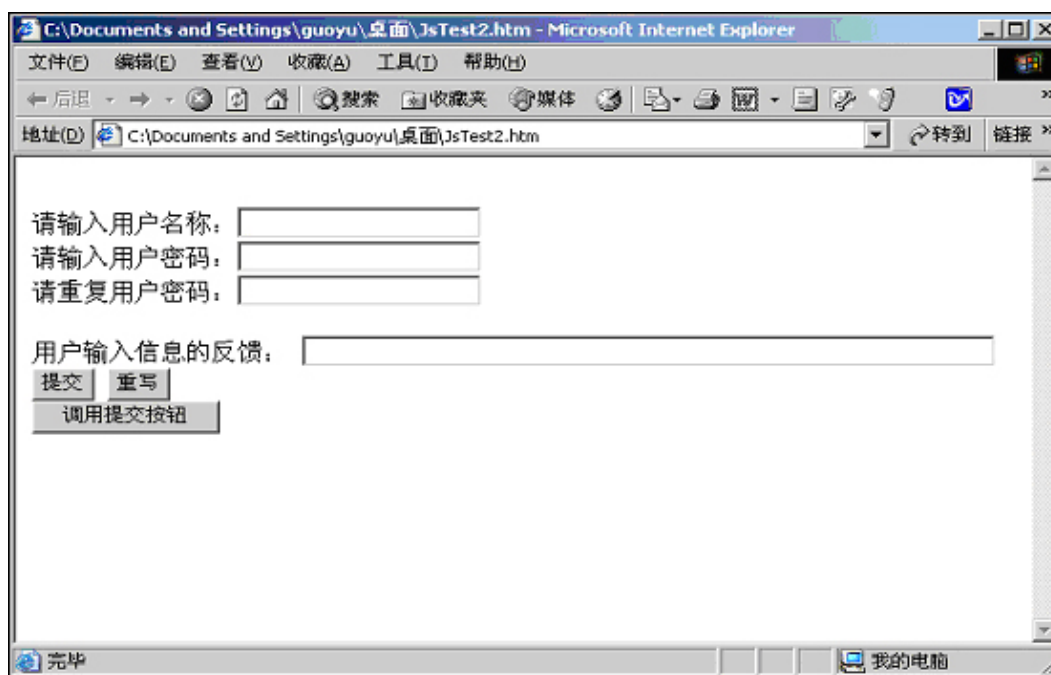 C:\Documents and Settings\guoyu\桌面\JsTest2.htm - Microsoft Internet Explorer
文件(F) 编辑(E) 查看(V) 收藏(A) 工具(T) 帮助(H)
后退 搜索 收藏夹 媒体
地址(D) C:\Documents and Settings\guoyu\桌面\JsTest2.htm 转到 链接
请输入用户名称：
请输入用户密码：
请重复用户密码：
用户输入信息的反馈：
提交 重写
调用提交按钮
完毕 我的电脑